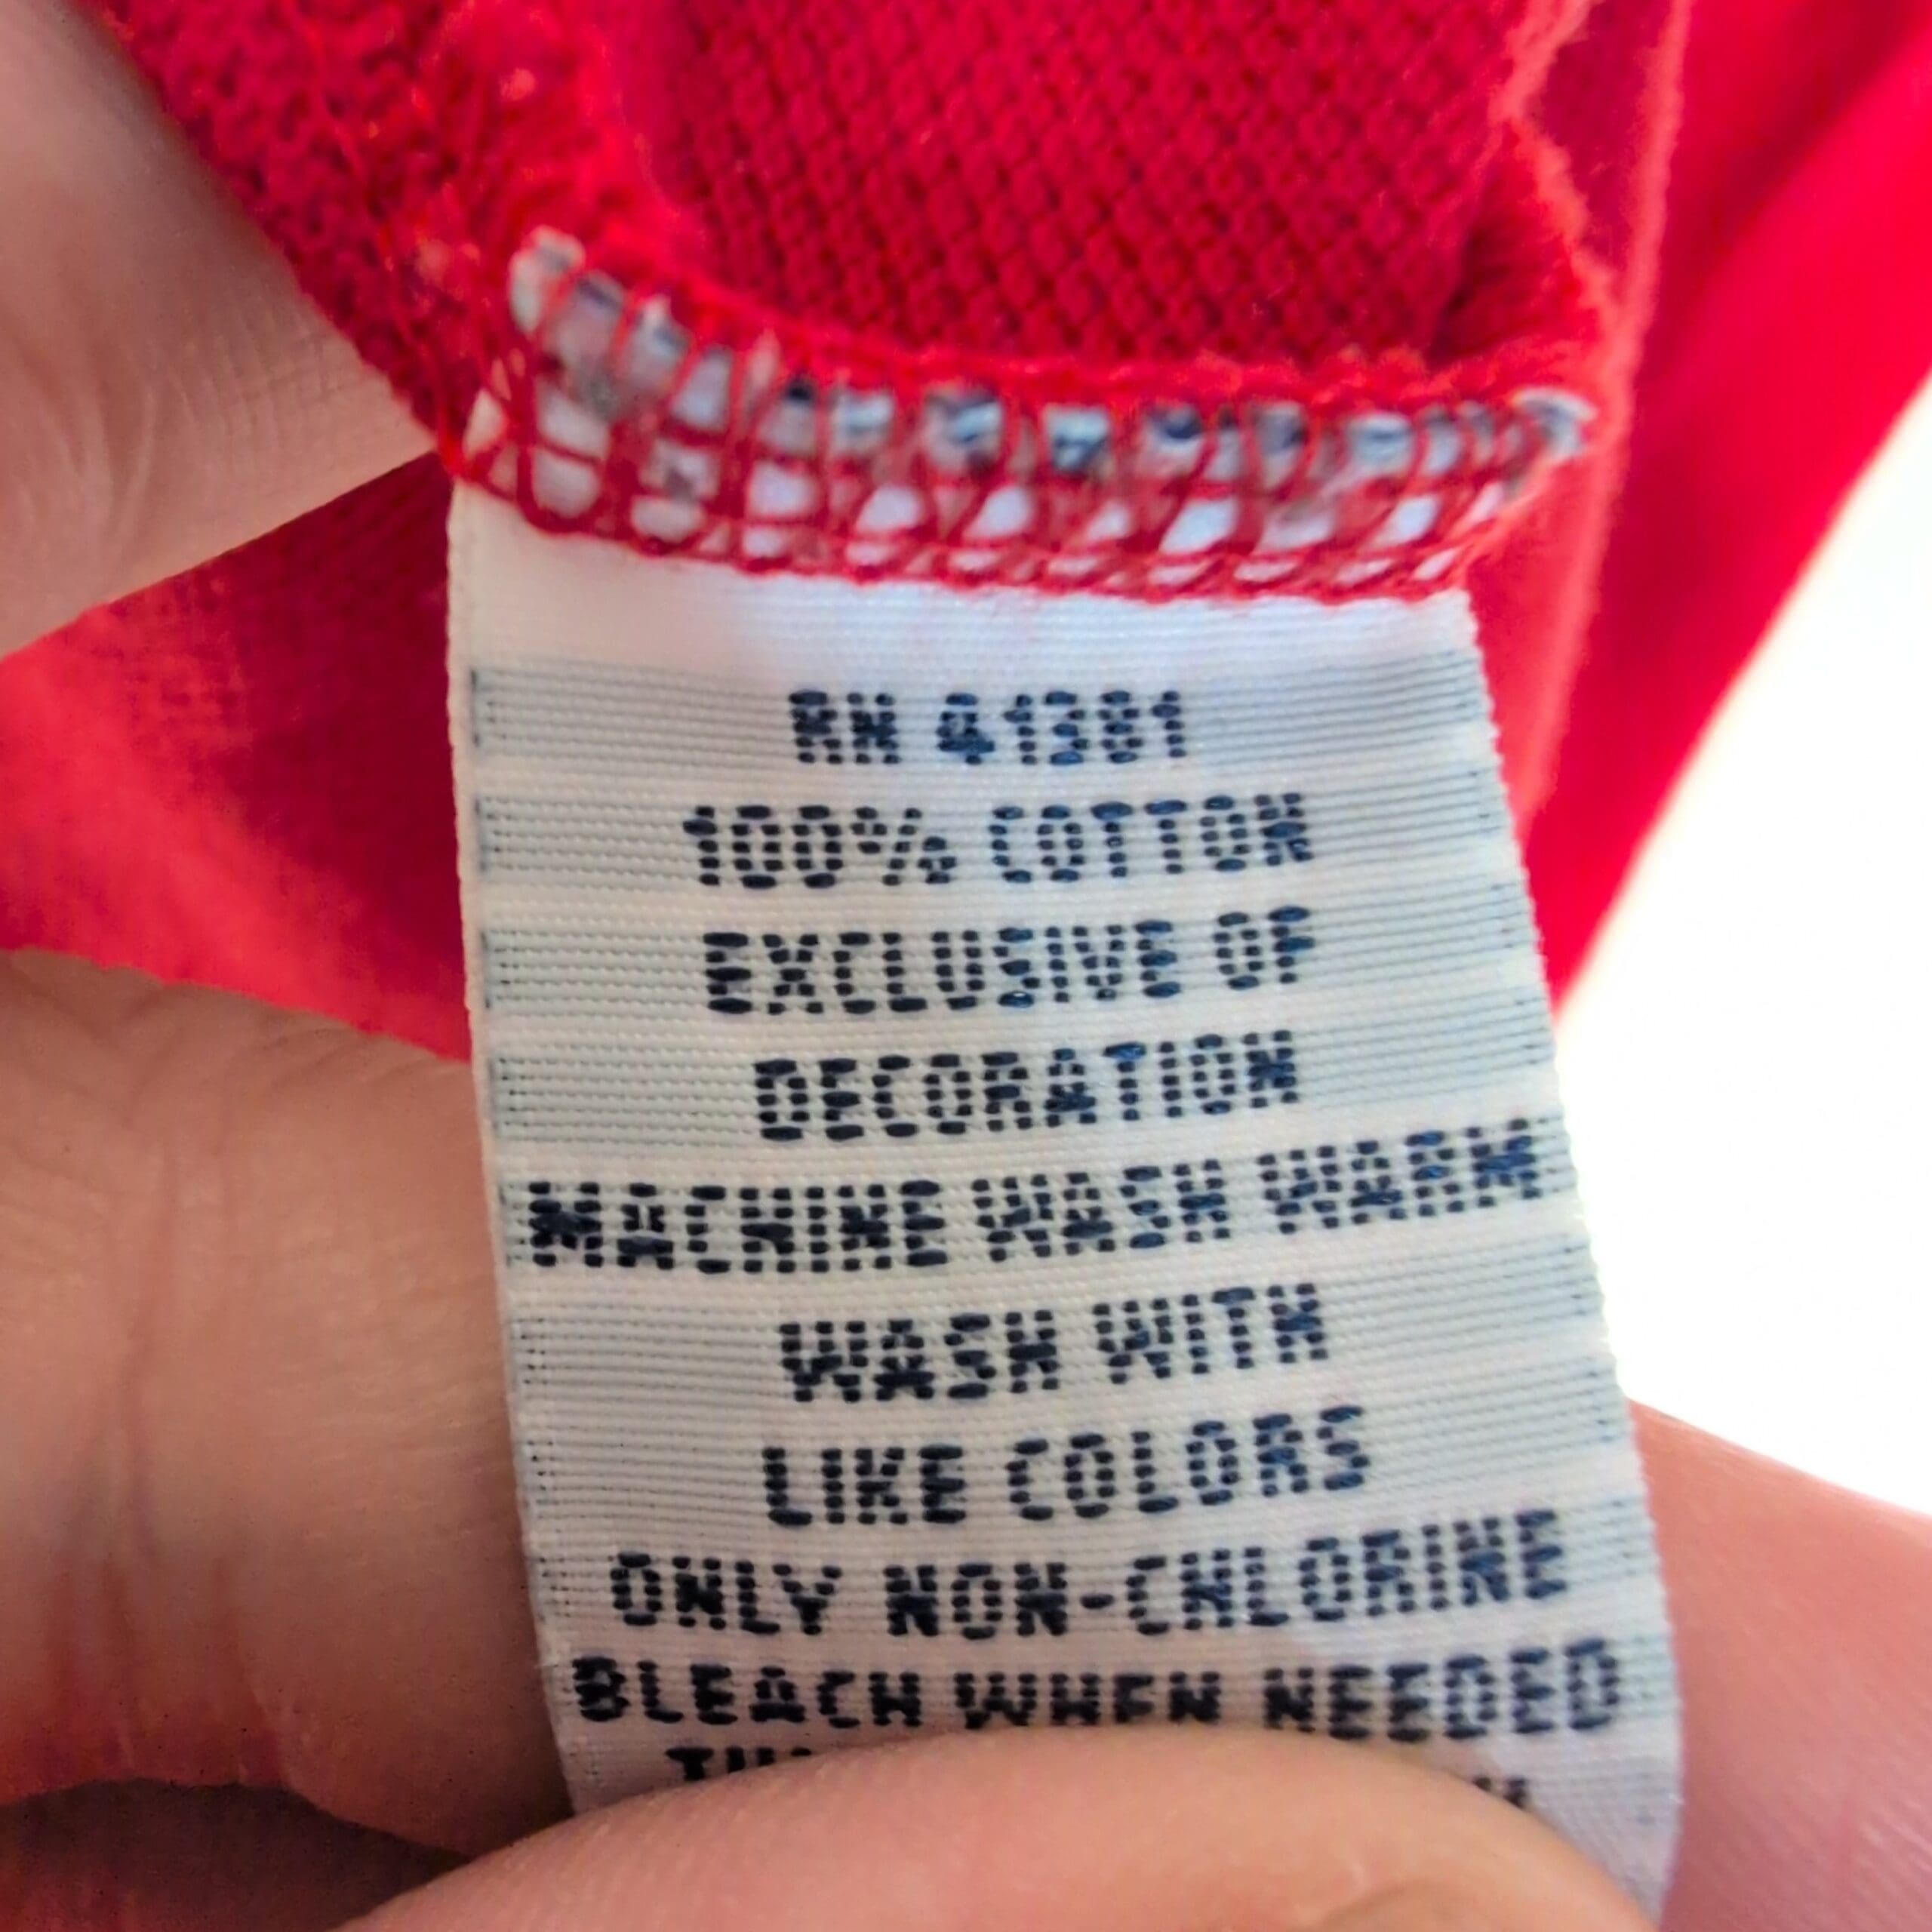 RN 41381
100% COTTON
EXCLUSIVE OF
DECORATION
MACHINE WASH WARM
WASH WITH
LIKE COLORS
ONLY NON-CHLORINE
BLEACH WHEN NEEDED